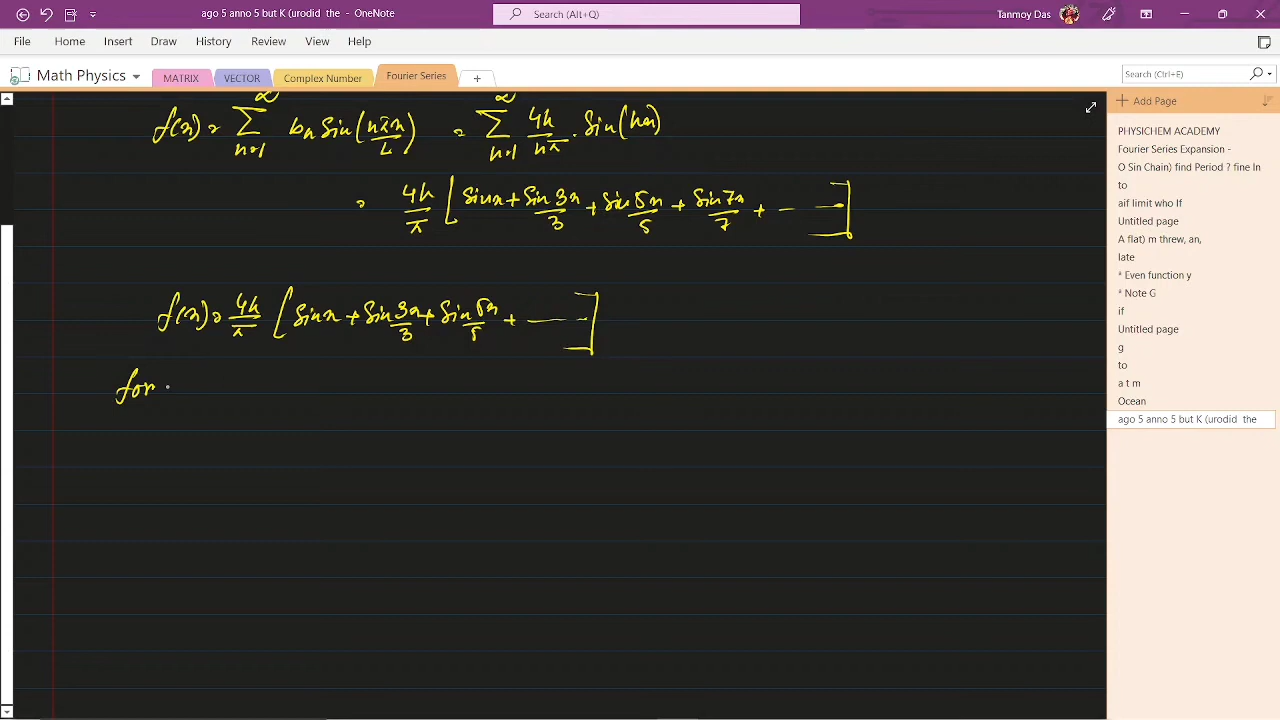 ago 5 anno 5 but K (urodid the - OneNote
Search (Alt+Q)
Tanmoy Das
File Home Insert Draw History Review View Help
Math Physics
MATRIX VECTOR Complex Number Fourier Series +
Search (Ctrl+E)
f(x) = ∞∑n=1 bn Sin(nπx/L) = ∞∑n=1 4k/nπ · Sin(nx)
= 4k/π [Sinx + Sin3x/3 + Sin5x/5 + Sin7x/7 + ---]
f(x) = 4k/π [Sinx + Sin3x/3 + Sin5x/5 + ---]
for
Add Page
PHYSICHEM ACADEMY
Fourier Series Expansion -
O Sin Chain) find Period ? fine In
to
aif limit who If
Untitled page
A flat) m threw, an,
late
* Even function y
* Note G
if
Untitled page
g
to
a t m
Ocean
ago 5 anno 5 but K (urodid the